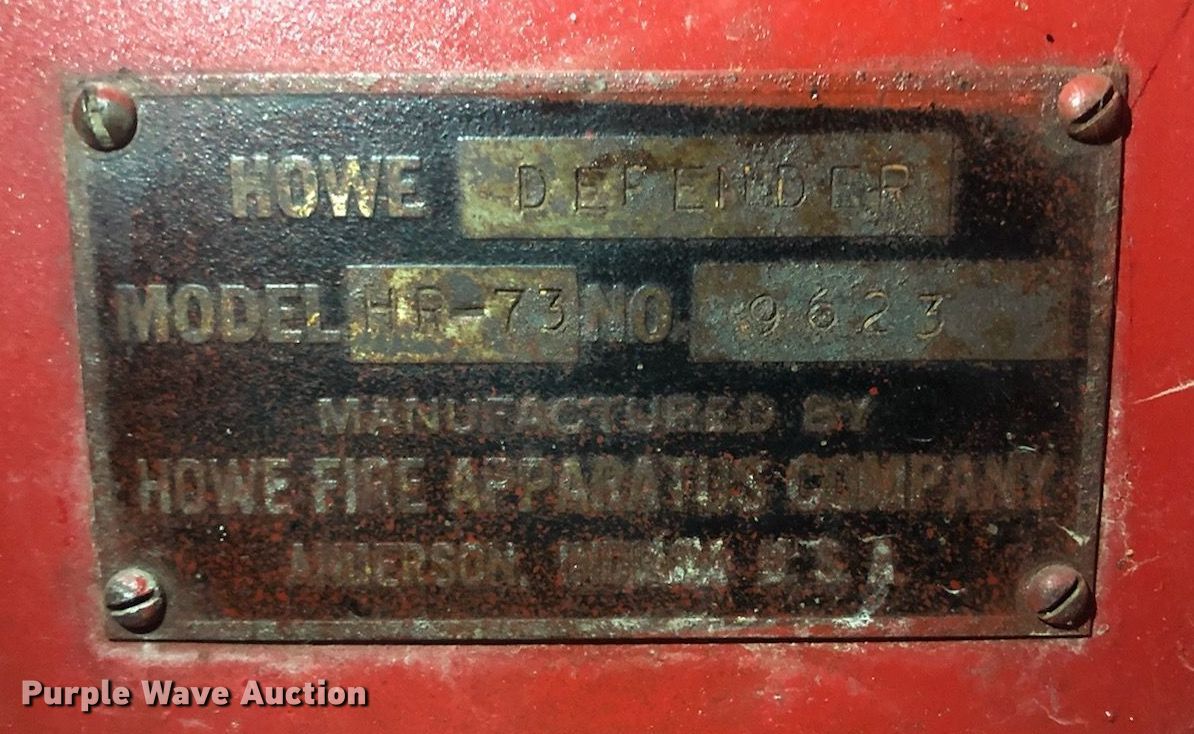 HOWE DEFENDER
MODEL HR-73 NO. 9623
MANUFACTURED BY
HOWE FIRE APPARATUS COMPANY
ANDERSON, INDIANA U.S.A.
Purple Wave Auction